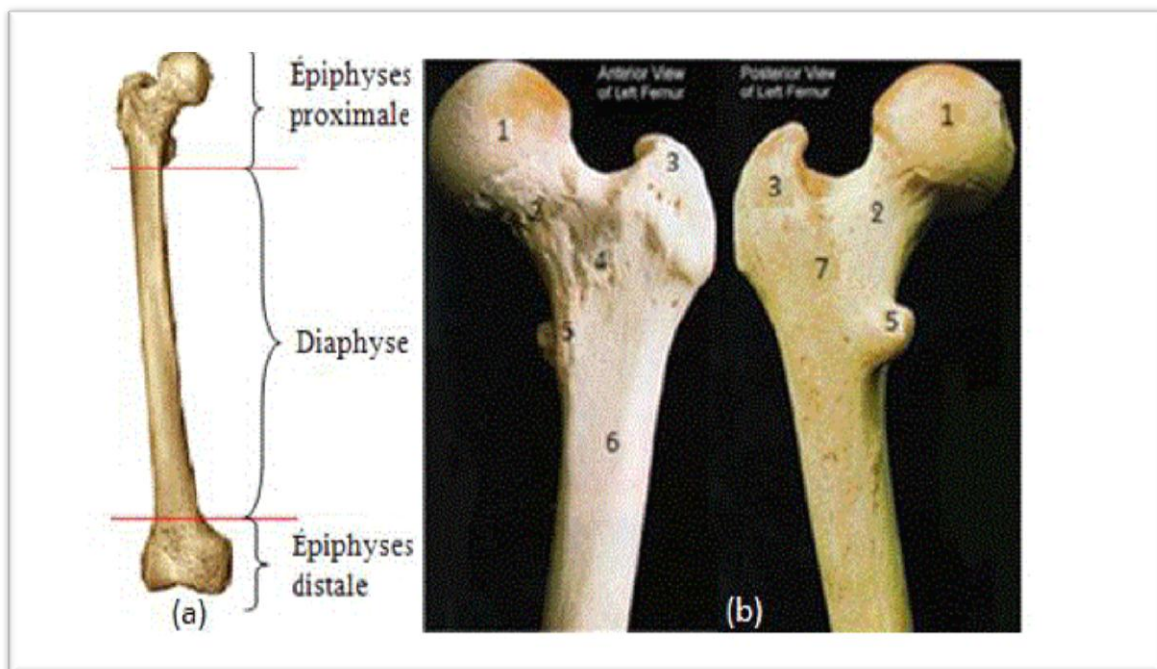 Épiphyses
proximale
Diaphyse
Épiphyses
distale
(a)
Anterior View
of Left Femur
1
3
2
4
5
6
Posterior View
of Left Femur
1
3
2
7
5
(b)